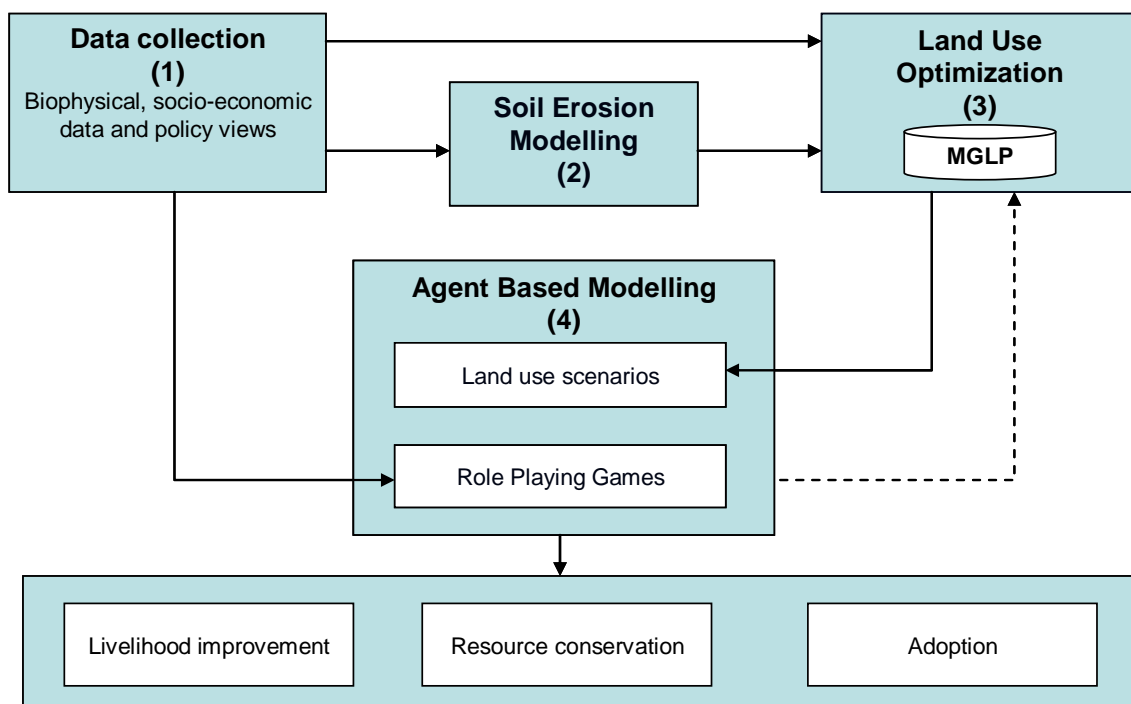 Data collection
(1)
Biophysical, socio-economic
data and policy views
Soil Erosion
Modelling
(2)
Land Use
Optimization
(3)
MGLP
Agent Based Modelling
(4)
Land use scenarios
Role Playing Games
Livelihood improvement
Resource conservation
Adoption